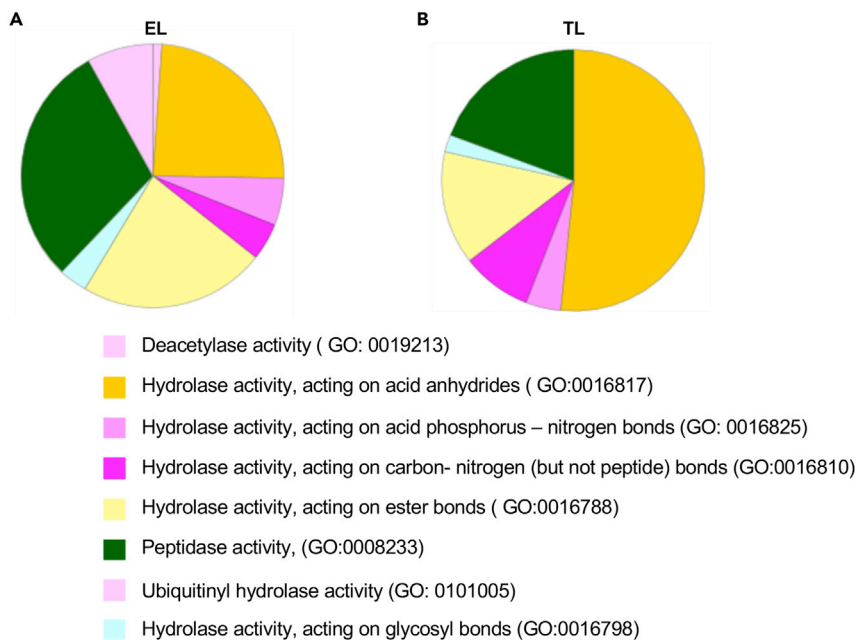 A
EL
B
TL
Deacetylase activity ( GO: 0019213)
Hydrolase activity, acting on acid anhydrides ( GO:0016817)
Hydrolase activity, acting on acid phosphorus – nitrogen bonds (GO: 0016825)
Hydrolase activity, acting on carbon- nitrogen (but not peptide) bonds (GO:0016810)
Hydrolase activity, acting on ester bonds ( GO:0016788)
Peptidase activity, (GO:0008233)
Ubiquitinyl hydrolase activity (GO: 0101005)
Hydrolase activity, acting on glycosyl bonds (GO:0016798)